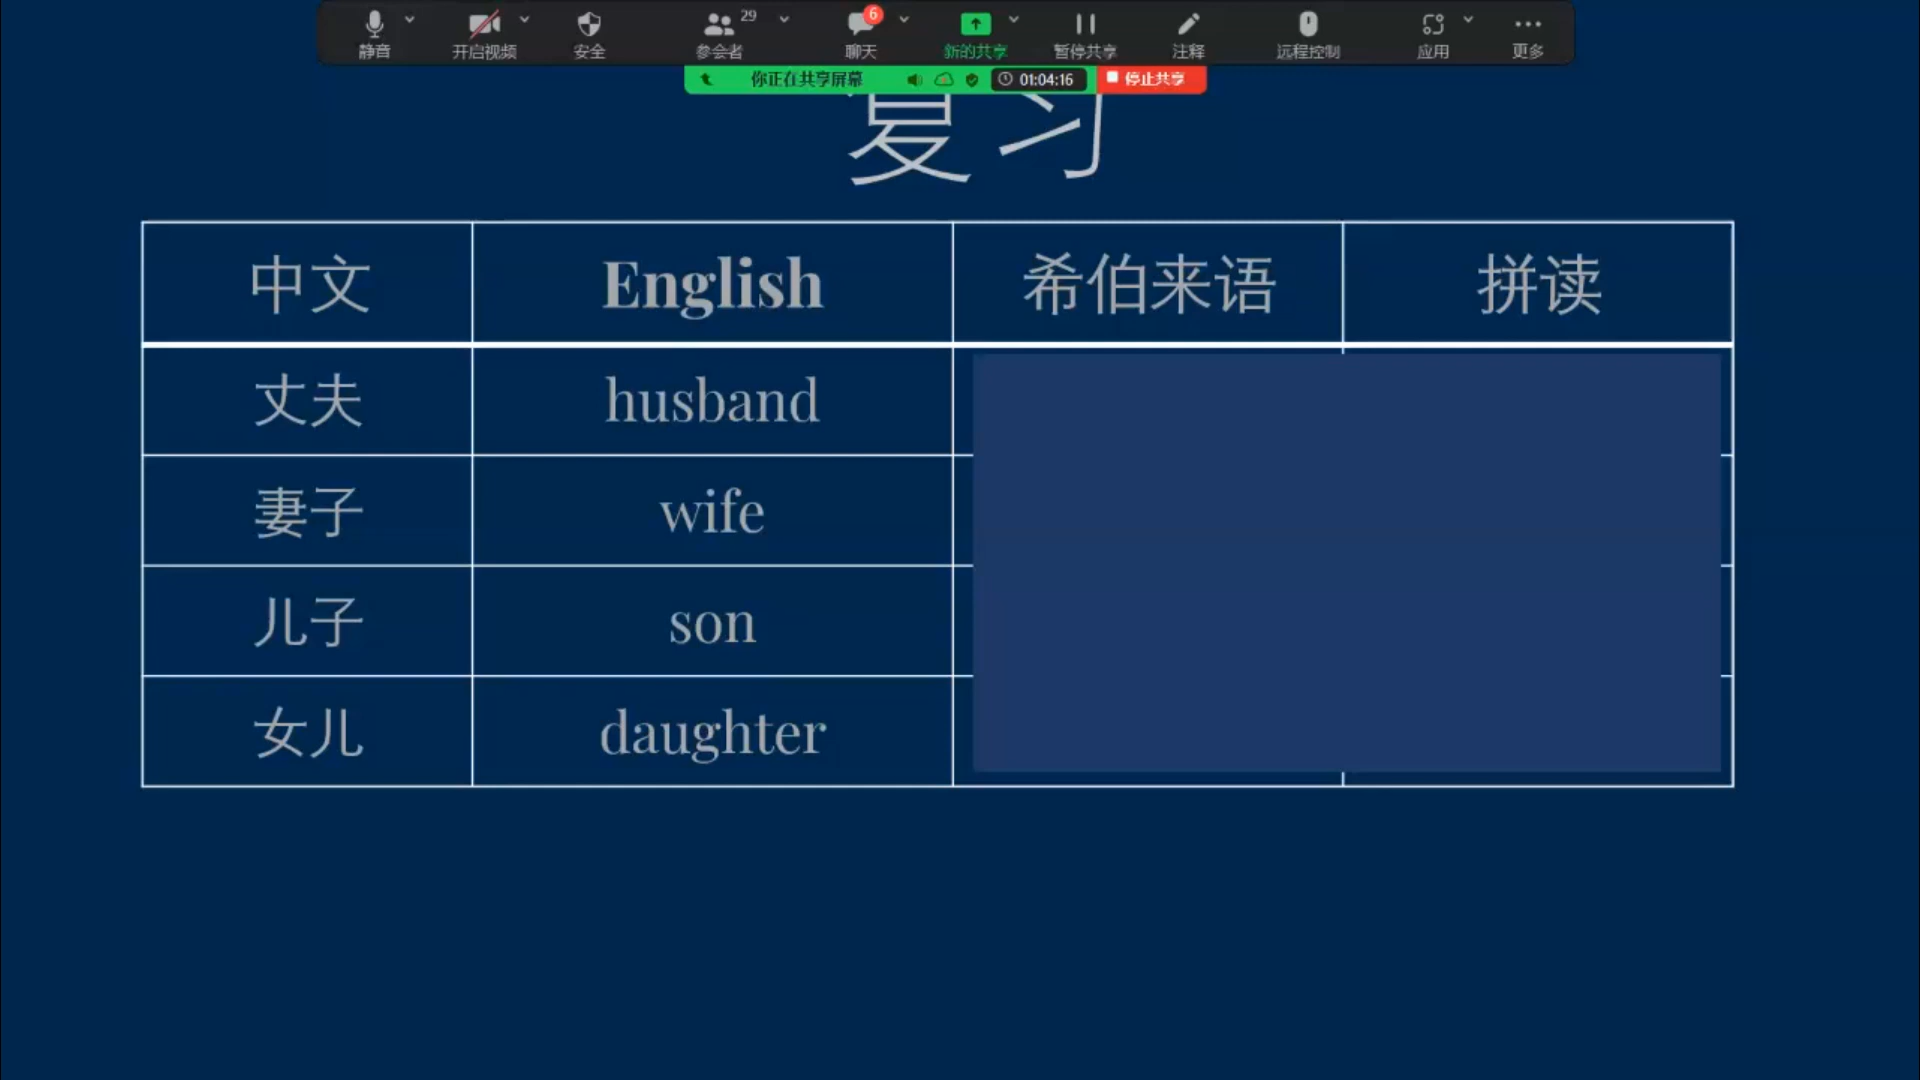 静音 开启视频 安全 参会者 29 聊天 6 新的共享 暂停共享 注释 远程控制 应用 更多
你正在共享屏幕 01:04:16 停止共享
复习
中文 English 希伯来语 拼读
丈夫 husband
妻子 wife
儿子 son
女儿 daughter